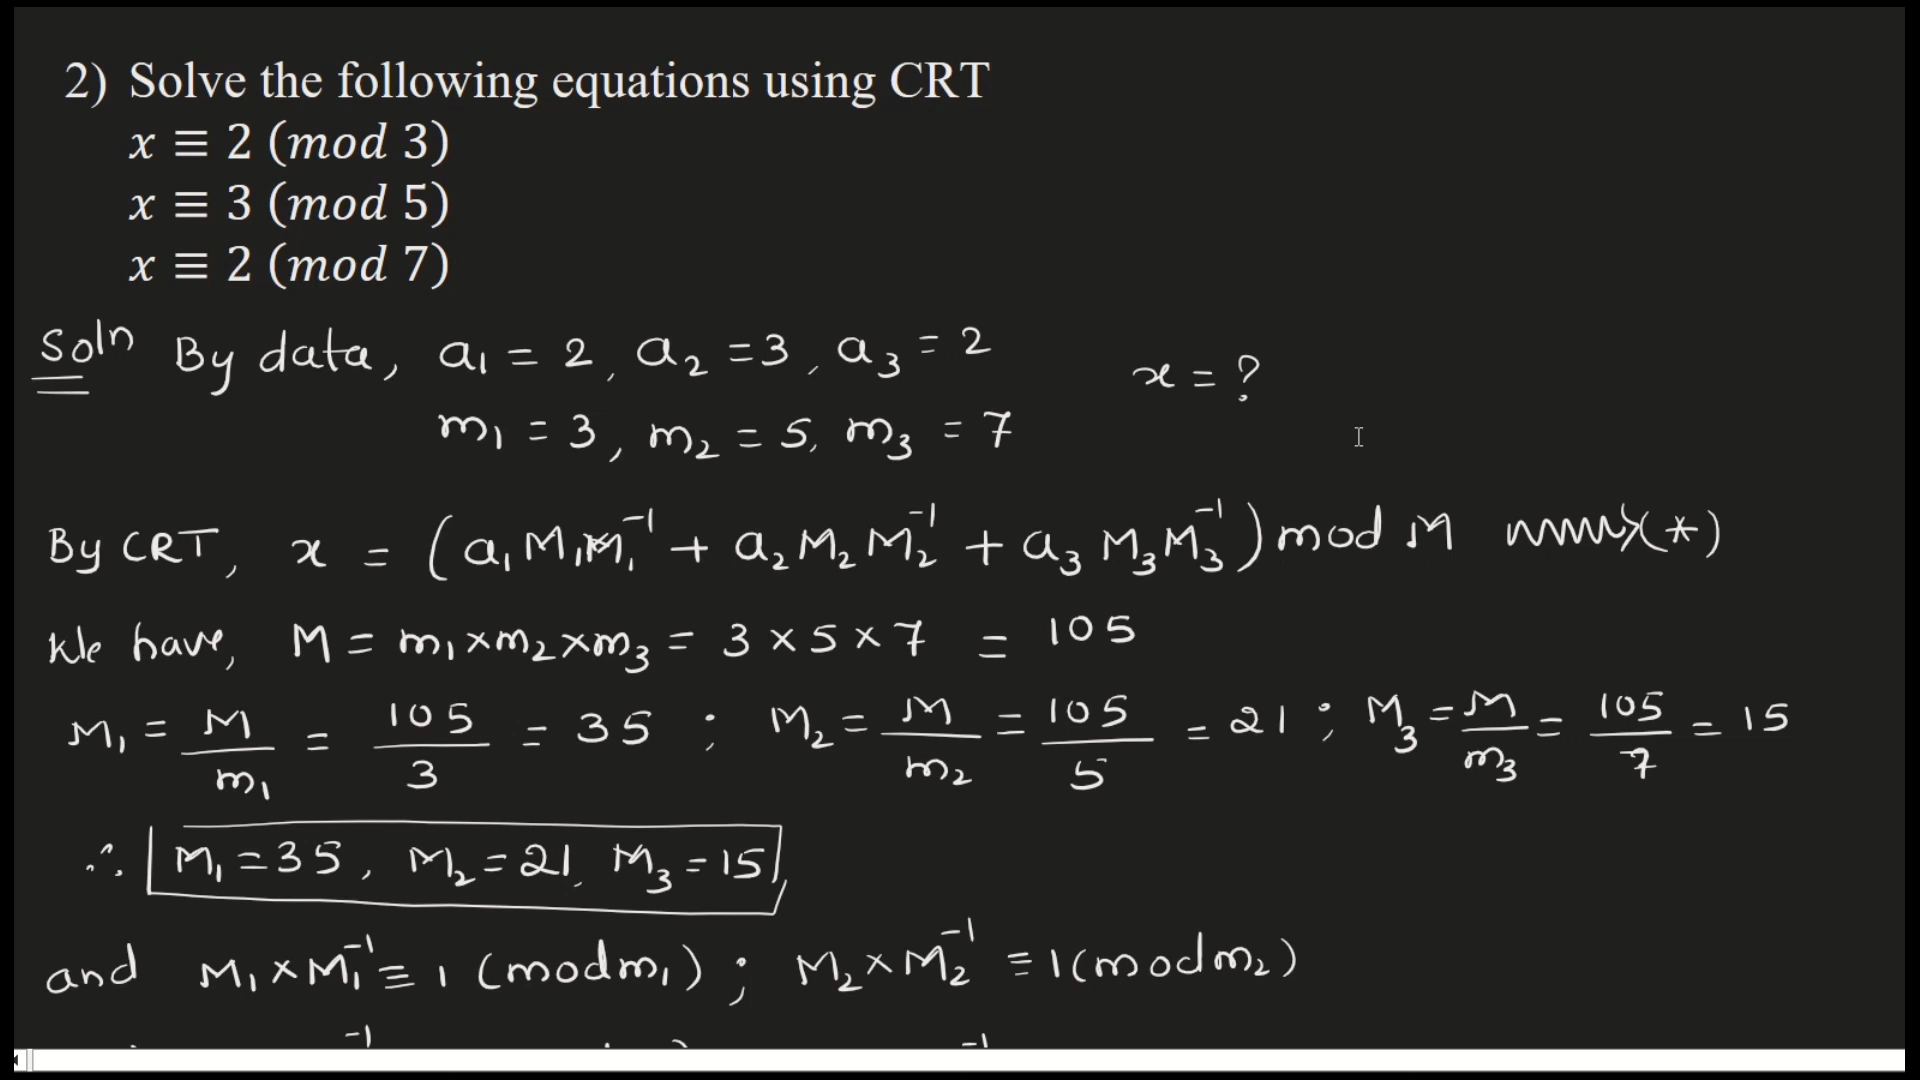 2) Solve the following equations using CRT
x ≡ 2 (mod 3)
x ≡ 3 (mod 5)
x ≡ 2 (mod 7)
Soln By data, a₁ = 2, a₂ = 3, a₃ = 2 x = ?
m₁ = 3, m₂ = 5, m₃ = 7
By CRT, x = (a₁M₁M₁⁻¹ + a₂M₂M₂⁻¹ + a₃M₃M₃⁻¹) mod M (*)
We have, M = m₁×m₂×m₃ = 3 × 5 × 7 = 105
M₁ = M/m₁ = 105/3 = 35 ; M₂ = M/m₂ = 105/5 = 21 ; M₃ = M/m₃ = 105/7 = 15
∴ M₁ = 35, M₂ = 21, M₃ = 15
and M₁×M₁⁻¹ ≡ 1 (mod m₁) ; M₂×M₂⁻¹ ≡ 1 (mod m₂)